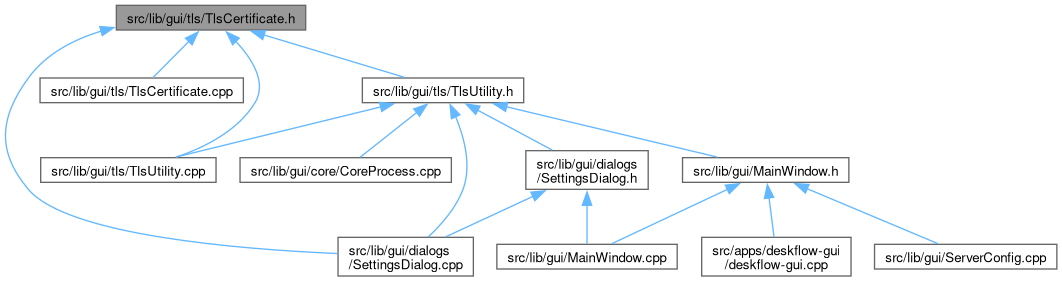 src/lib/gui/tls/TlsCertificate.h
src/lib/gui/tls/TlsCertificate.cpp
src/lib/gui/tls/TlsUtility.h
src/lib/gui/tls/TlsUtility.cpp
src/lib/gui/core/CoreProcess.cpp
src/lib/gui/dialogs
/SettingsDialog.h
src/lib/gui/MainWindow.h
src/lib/gui/dialogs
/SettingsDialog.cpp
src/lib/gui/MainWindow.cpp
src/apps/deskflow-gui
/deskflow-gui.cpp
src/lib/gui/ServerConfig.cpp